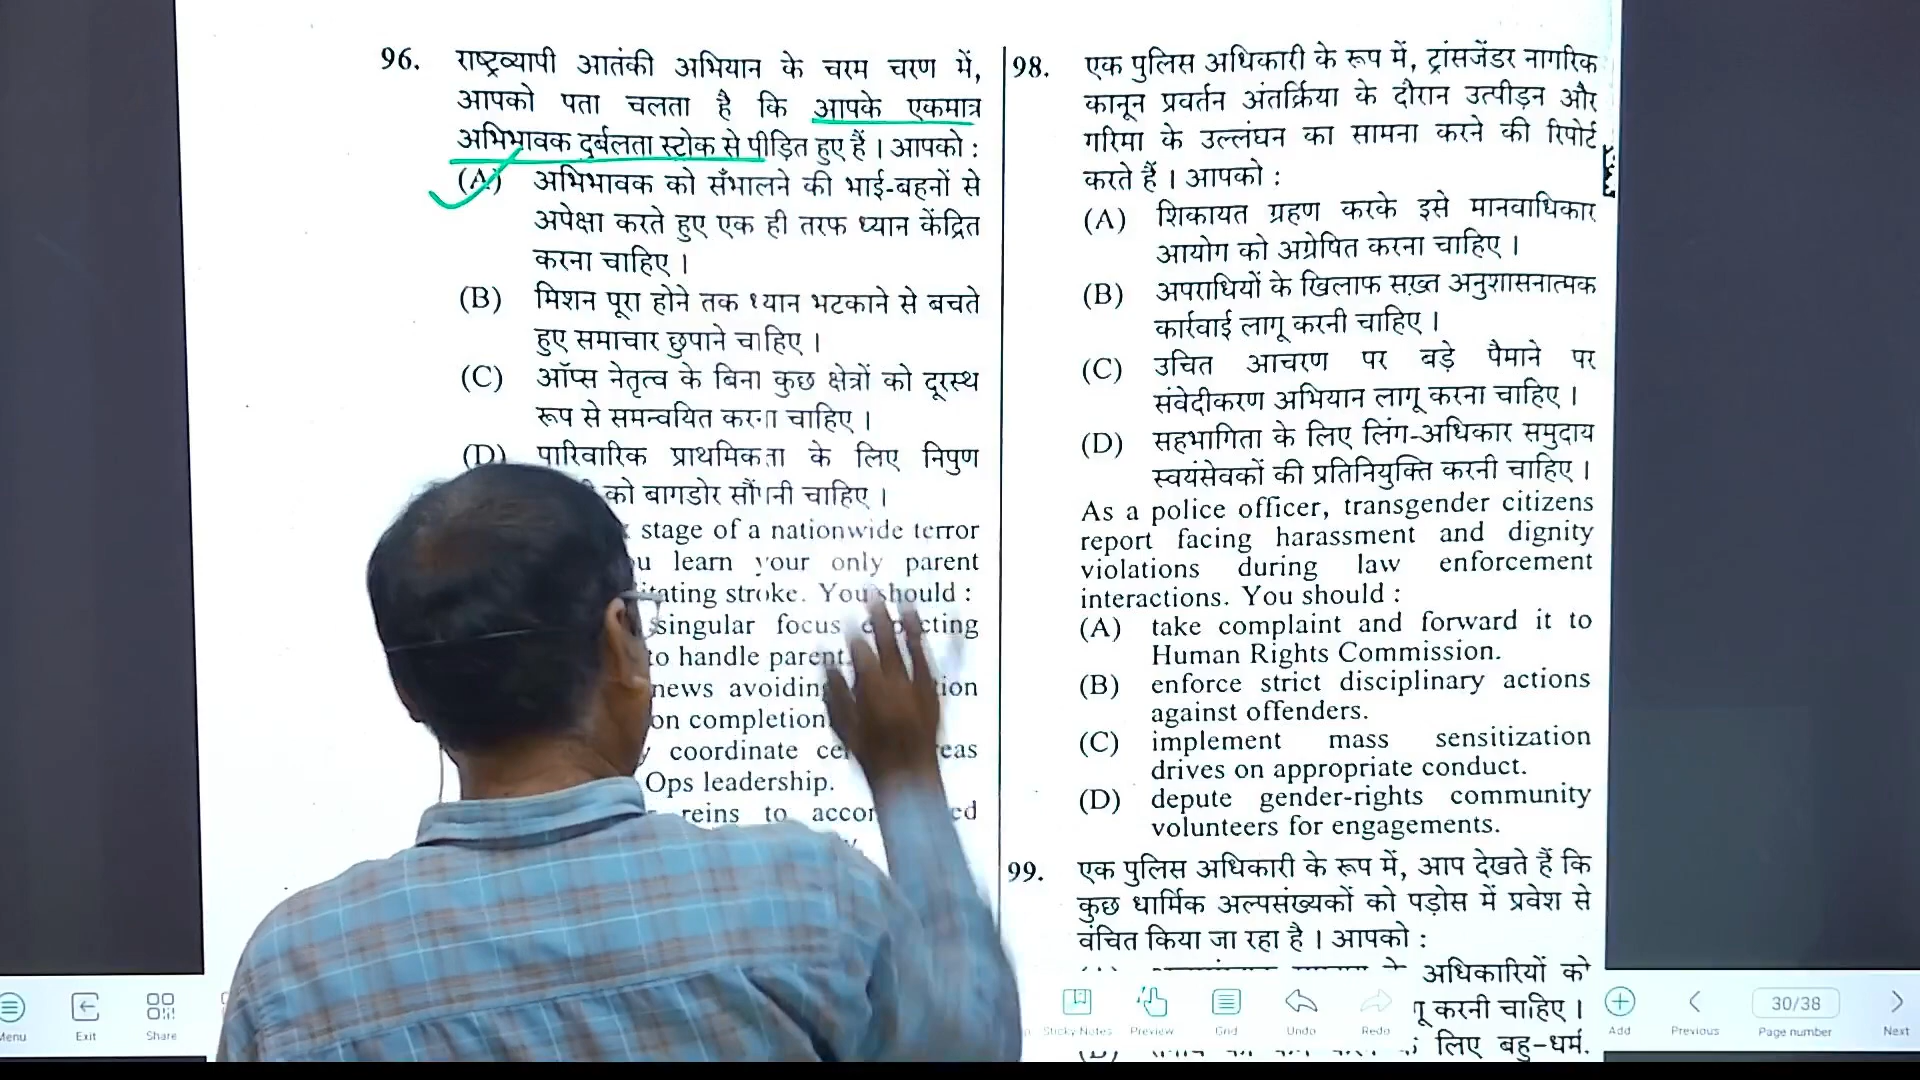 96. राष्ट्रव्यापी आतंकी अभियान के चरम चरण में,
आपको पता चलता है कि आपके एकमात्र
अभिभावक दुर्बलता स्टोक से पीड़ित हुए हैं । आपको :
(A) अभिभावक को सँभालने की भाई-बहनों से
अपेक्षा करते हुए एक ही तरफ ध्यान केंद्रित
करना चाहिए ।
(B) मिशन पूरा होने तक ध्यान भटकाने से बचते
हुए समाचार छुपाने चाहिए ।
(C) ऑप्स नेतृत्व के बिना कुछ क्षेत्रों को दूरस्थ
रूप से समन्वयित करना चाहिए ।
(D) पारिवारिक प्राथमिकता के लिए निपुण
को बागडोर सौंपनी चाहिए ।
stage of a nationwide terror
learn your only parent
stroke. You should :
singular focus
to handle parent.
news
on completion
coordinate
Ops leadership.
reins to
98. एक पुलिस अधिकारी के रूप में, ट्रांसजेंडर नागरिक
कानून प्रवर्तन अंतर्क्रिया के दौरान उत्पीड़न और
गरिमा के उल्लंघन का सामना करने की रिपोर्ट
करते हैं । आपको :
(A) शिकायत ग्रहण करके इसे मानवाधिकार
आयोग को अग्रेषित करना चाहिए ।
(B) अपराधियों के खिलाफ सख़्त अनुशासनात्मक
कार्रवाई लागू करनी चाहिए ।
(C) उचित आचरण पर बड़े पैमाने पर
संवेदीकरण अभियान लागू करना चाहिए ।
(D) सहभागिता के लिए लिंग-अधिकार समुदाय
स्वयंसेवकों की प्रतिनियुक्ति करनी चाहिए ।
As a police officer, transgender citizens
report facing harassment and dignity
violations during law enforcement
interactions. You should :
(A) take complaint and forward it to
Human Rights Commission.
(B) enforce strict disciplinary actions
against offenders.
(C) implement mass sensitization
drives on appropriate conduct.
(D) depute gender-rights community
volunteers for engagements.
99. एक पुलिस अधिकारी के रूप में, आप देखते हैं कि
कुछ धार्मिक अल्पसंख्यकों को पड़ोस में प्रवेश से
वंचित किया जा रहा है । आपको :
अधिकारियों को
करनी चाहिए ।
लिए बहु-धर्म.
Menu Exit Share Sticky Notes Preview Grid Undo Redo Add Previous 30/38 Page number Next